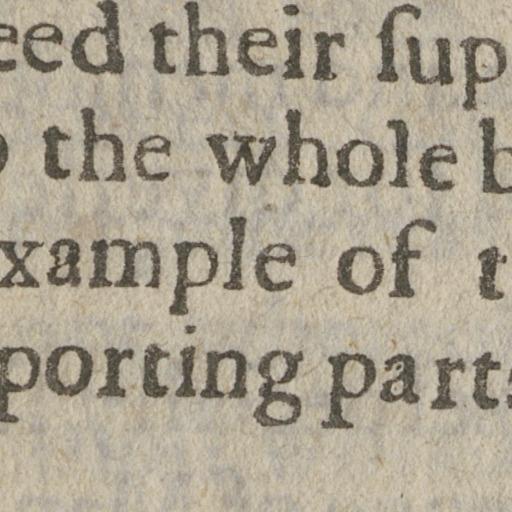 eed their ſup
o the whole b
xample of t
porting parts